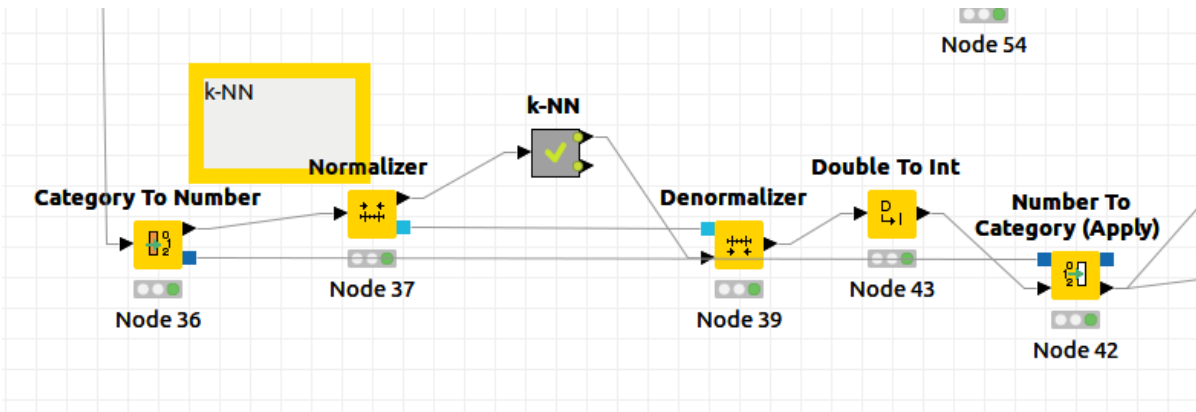 Node 54
k-NN
k-NN
Normalizer
Double To Int
Category To Number
Denormalizer
Number To
Category (Apply)
Node 37
Node 43
Node 36
Node 39
Node 42